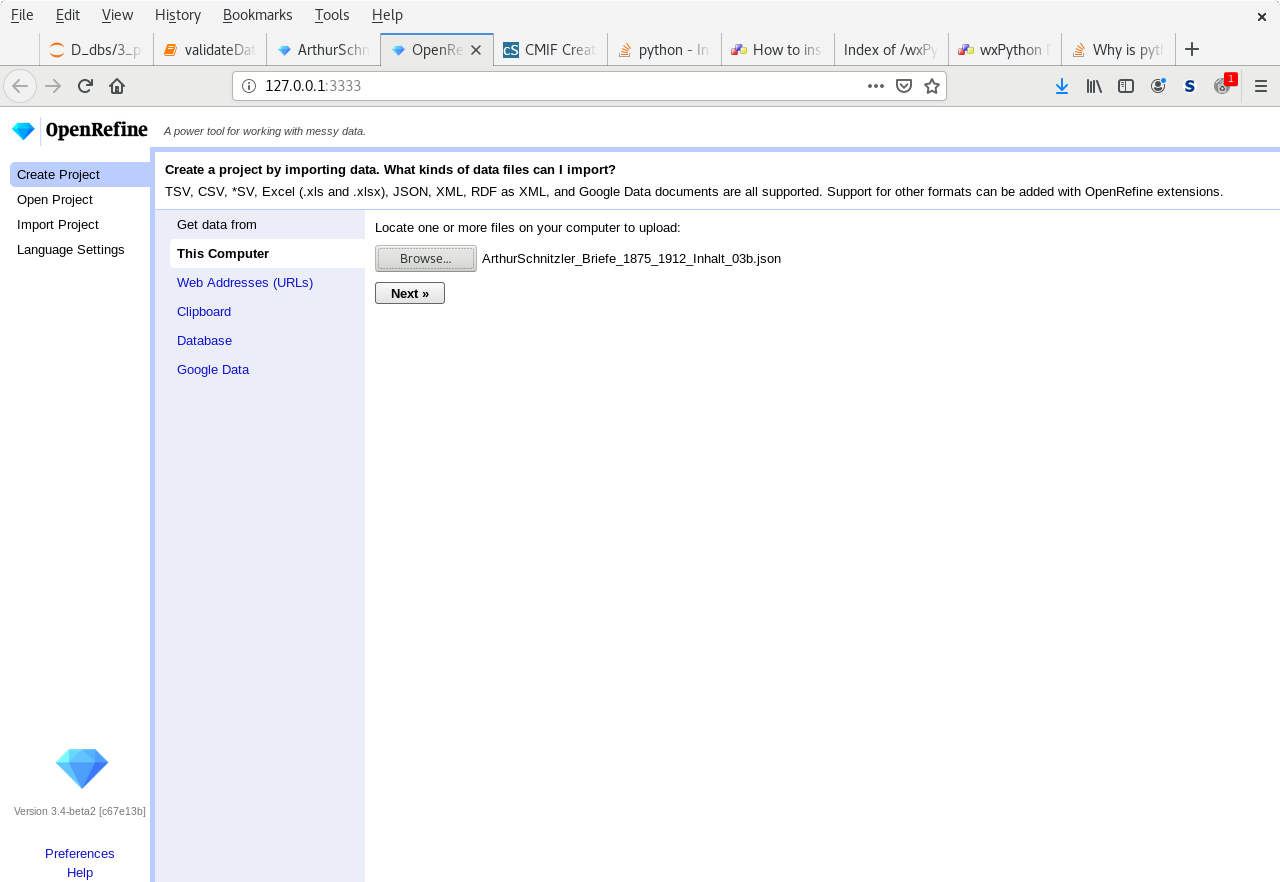 File Edit View History Bookmarks Tools Help
D_dbs/3_p validateDat ArthurSchn OpenRe CMIF Creat python - In How to ins Index of /wxPy wxPython D Why is pyth
127.0.0.1:3333
1
OpenRefine A power tool for working with messy data.
Create Project
Open Project
Import Project
Language Settings
Create a project by importing data. What kinds of data files can I import?
TSV, CSV, *SV, Excel (.xls and .xlsx), JSON, XML, RDF as XML, and Google Data documents are all supported. Support for other formats can be added with OpenRefine extensions.
Get data from
This Computer
Web Addresses (URLs)
Clipboard
Database
Google Data
Locate one or more files on your computer to upload:
Browse... ArthurSchnitzler_Briefe_1875_1912_Inhalt_03b.json
Next »
Version 3.4-beta2 [c67e13b]
Preferences
Help